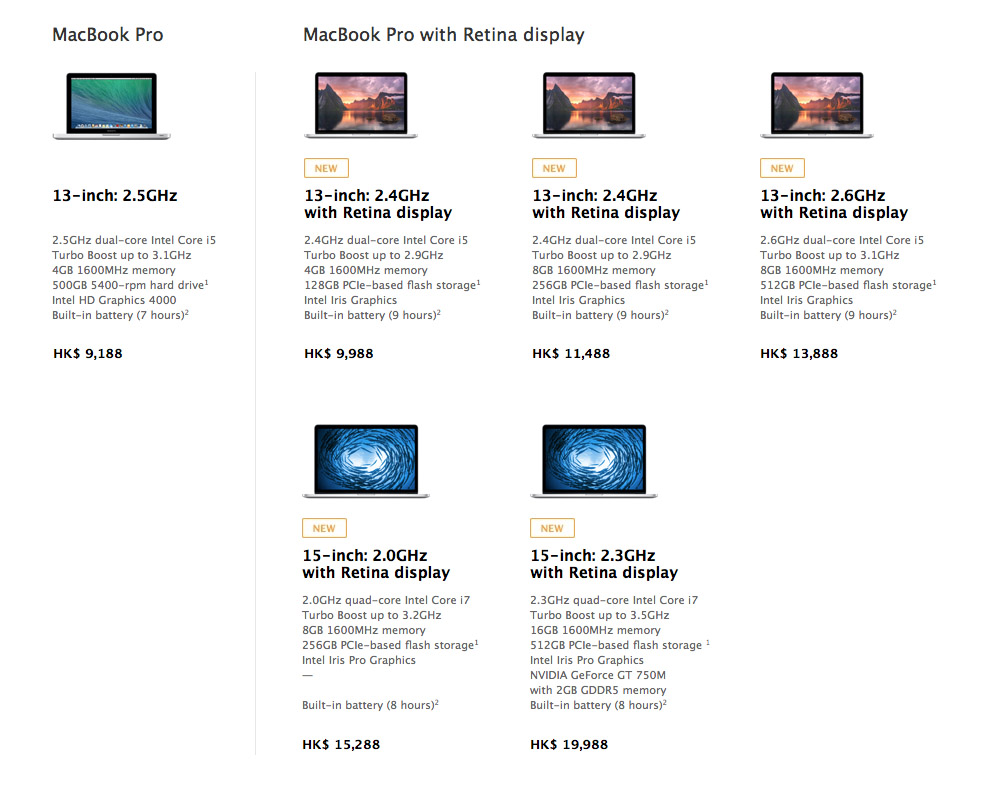 MacBook Pro
MacBook Pro with Retina display
13-inch: 2.5GHz
2.5GHz dual-core Intel Core i5
Turbo Boost up to 3.1GHz
4GB 1600MHz memory
500GB 5400-rpm hard drive¹
Intel HD Graphics 4000
Built-in battery (7 hours)²
HK$ 9,188
NEW
13-inch: 2.4GHz
with Retina display
2.4GHz dual-core Intel Core i5
Turbo Boost up to 2.9GHz
4GB 1600MHz memory
128GB PCIe-based flash storage¹
Intel Iris Graphics
Built-in battery (9 hours)²
HK$ 9,988
NEW
13-inch: 2.4GHz
with Retina display
2.4GHz dual-core Intel Core i5
Turbo Boost up to 2.9GHz
8GB 1600MHz memory
256GB PCIe-based flash storage¹
Intel Iris Graphics
Built-in battery (9 hours)²
HK$ 11,488
NEW
13-inch: 2.6GHz
with Retina display
2.6GHz dual-core Intel Core i5
Turbo Boost up to 3.1GHz
8GB 1600MHz memory
512GB PCIe-based flash storage¹
Intel Iris Graphics
Built-in battery (9 hours)²
HK$ 13,888
NEW
15-inch: 2.0GHz
with Retina display
2.0GHz quad-core Intel Core i7
Turbo Boost up to 3.2GHz
8GB 1600MHz memory
256GB PCIe-based flash storage¹
Intel Iris Pro Graphics
—
Built-in battery (8 hours)²
HK$ 15,288
NEW
15-inch: 2.3GHz
with Retina display
2.3GHz quad-core Intel Core i7
Turbo Boost up to 3.5GHz
16GB 1600MHz memory
512GB PCIe-based flash storage ¹
Intel Iris Pro Graphics
NVIDIA GeForce GT 750M
with 2GB GDDR5 memory
Built-in battery (8 hours)²
HK$ 19,988